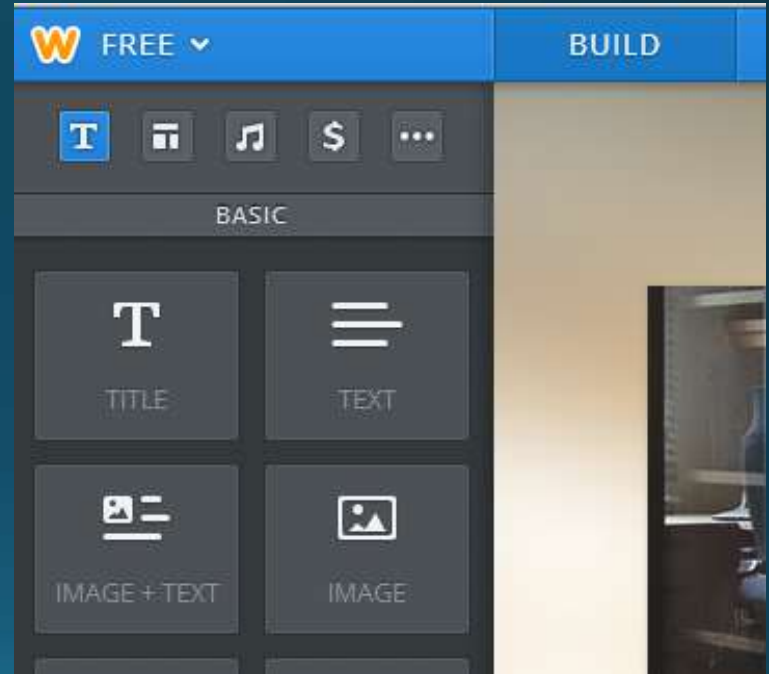 W FREE
BUILD
T $
BASIC
T
TITLE
TEXT
IMAGE + TEXT
IMAGE